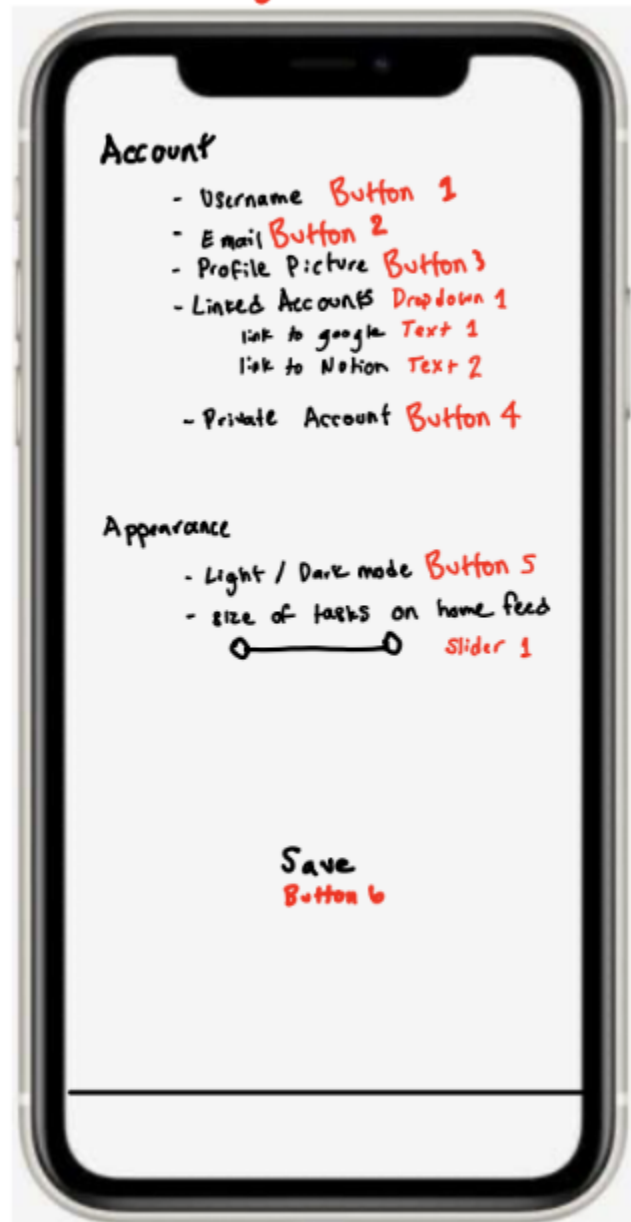 Account
- Username Button 1
- Email Button 2
- Profile Picture Button 3
- Linked Accounts Dropdown 1
link to google Text 1
link to Notion Text 2
- Private Account Button 4
Appearance
- Light / Dark mode Button 5
- size of tasks on home feed
Slider 1
Save
Button 6